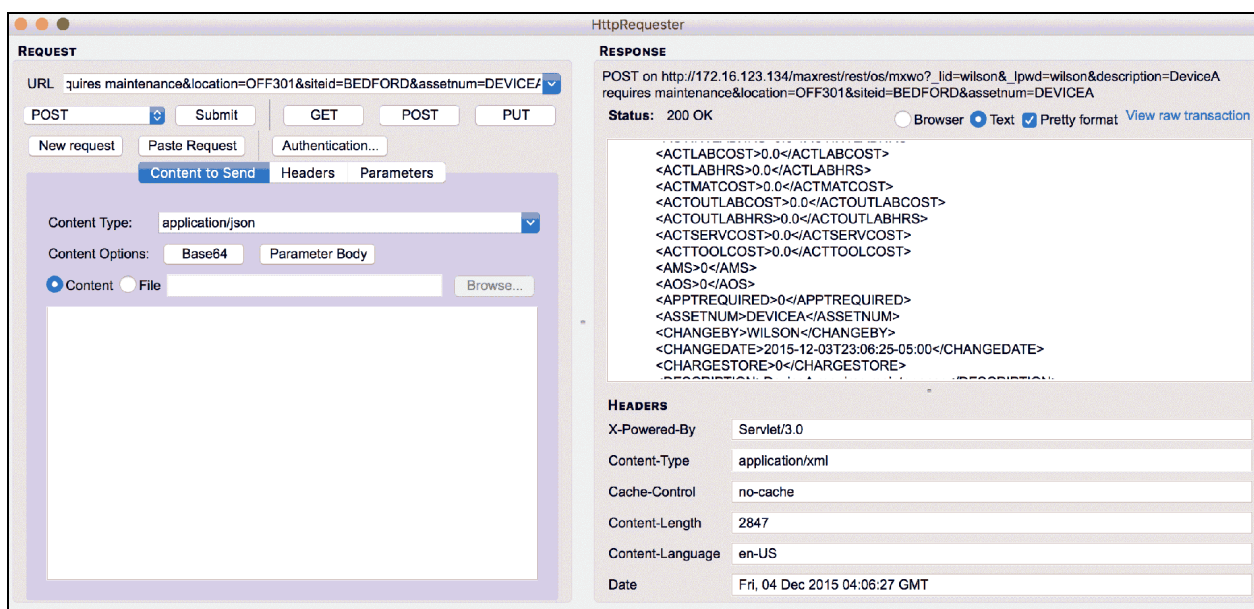 HttpRequester
REQUEST
URL quires maintenance&location=OFF301&siteid=BEDFORD&assetnum=DEVICEA
POST Submit GET POST PUT
New request Paste Request Authentication...
Content to Send Headers Parameters
Content Type: application/json
Content Options: Base64 Parameter Body
Content File Browse...
RESPONSE
POST on http://172.16.123.134/maxrest/rest/os/mxwo?_lid=wilson&_lpwd=wilson&description=DeviceA
requires maintenance&location=OFF301&siteid=BEDFORD&assetnum=DEVICEA
Status: 200 OK Browser Text Pretty format View raw transaction
<ACTLABCOST>0.0</ACTLABCOST>
<ACTLABHRS>0.0</ACTLABHRS>
<ACTMATCOST>0.0</ACTMATCOST>
<ACTOUTLABCOST>0.0</ACTOUTLABCOST>
<ACTOUTLABHRS>0.0</ACTOUTLABHRS>
<ACTSERVCOST>0.0</ACTSERVCOST>
<ACTTOOLCOST>0.0</ACTTOOLCOST>
<AMS>0</AMS>
<AOS>0</AOS>
<APPTREQUIRED>0</APPTREQUIRED>
<ASSETNUM>DEVICEA</ASSETNUM>
<CHANGEBY>WILSON</CHANGEBY>
<CHANGEDATE>2015-12-03T23:06:25-05:00</CHANGEDATE>
<CHARGESTORE>0</CHARGESTORE>
HEADERS
X-Powered-By Servlet/3.0
Content-Type application/xml
Cache-Control no-cache
Content-Length 2847
Content-Language en-US
Date Fri, 04 Dec 2015 04:06:27 GMT